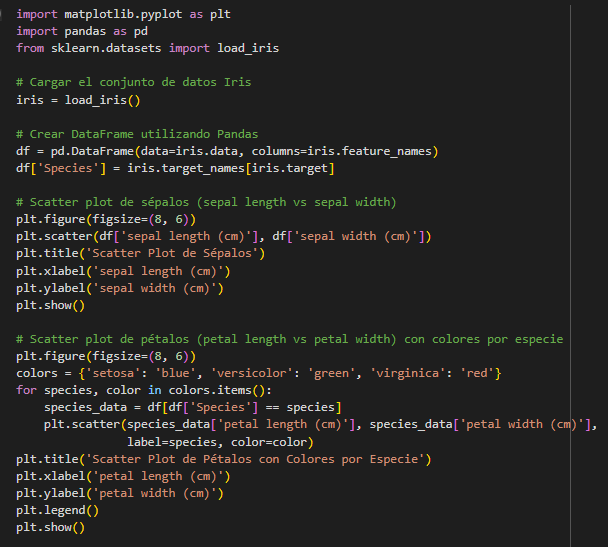 import matplotlib.pyplot as plt
import pandas as pd
from sklearn.datasets import load_iris

# Cargar el conjunto de datos Iris
iris = load_iris()

# Crear DataFrame utilizando Pandas
df = pd.DataFrame(data=iris.data, columns=iris.feature_names)
df['Species'] = iris.target_names[iris.target]

# Scatter plot de sépalos (sepal length vs sepal width)
plt.figure(figsize=(8, 6))
plt.scatter(df['sepal length (cm)'], df['sepal width (cm)'])
plt.title('Scatter Plot de Sépalos')
plt.xlabel('sepal length (cm)')
plt.ylabel('sepal width (cm)')
plt.show()

# Scatter plot de pétalos (petal length vs petal width) con colores por especie
plt.figure(figsize=(8, 6))
colors = {'setosa': 'blue', 'versicolor': 'green', 'virginica': 'red'}
for species, color in colors.items():
    species_data = df[df['Species'] == species]
    plt.scatter(species_data['petal length (cm)'], species_data['petal width (cm)'],
                label=species, color=color)
plt.title('Scatter Plot de Pétalos con Colores por Especie')
plt.xlabel('petal length (cm)')
plt.ylabel('petal width (cm)')
plt.legend()
plt.show()